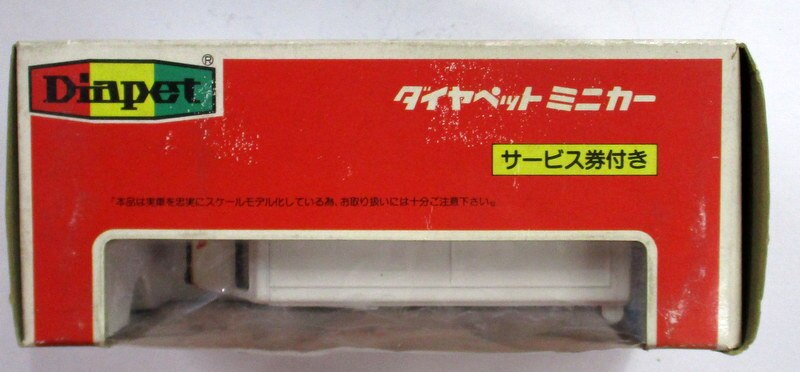 Diapet®
ダイヤペット ミニカー
サービス券付き
「本品は実車を忠実にスケールモデル化している為、お取り扱いには十分ご注意下さい。